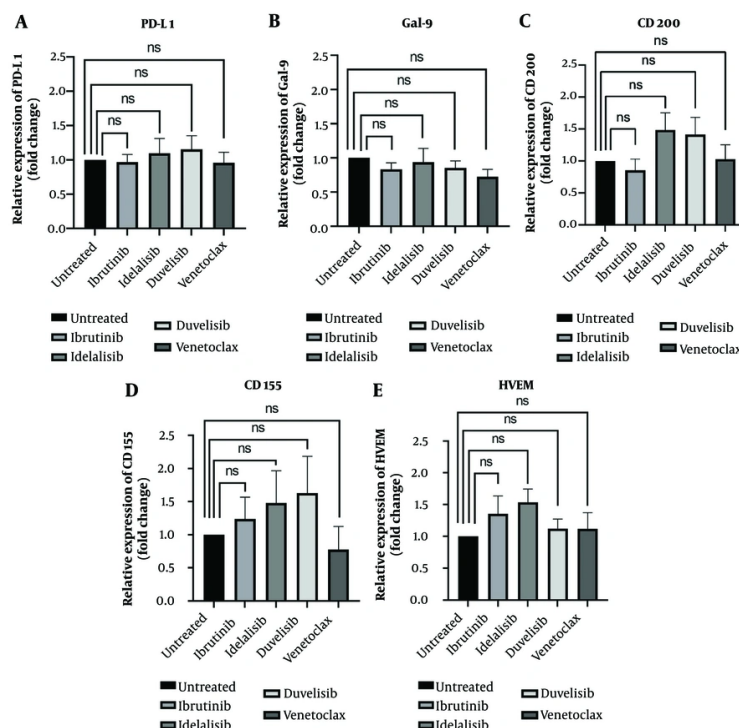 A
PD-L1
Relative expression of PD-L1
(fold change)
2.5
2.0
1.5
1.0
0.5
0.0
ns
ns
ns
ns
Untreated
Ibrutinib
Idelalisib
Duvelisib
Venetoclax
Untreated
Ibrutinib
Idelalisib
Duvelisib
Venetoclax
B
Gal-9
Relative expression of Gal-9
(fold change)
2.5
2.0
1.5
1.0
0.5
0.0
ns
ns
ns
ns
Untreated
Ibrutinib
Idelalisib
Duvelisib
Venetoclax
Untreated
Ibrutinib
Idelalisib
Duvelisib
Venetoclax
C
CD 200
Relative expression of CD 200
(fold change)
2.5
2.0
1.5
1.0
0.5
0.0
ns
ns
ns
ns
Untreated
Ibrutinib
Idelalisib
Duvelisib
Venetoclax
Untreated
Ibrutinib
Idelalisib
Duvelisib
Venetoclax
D
CD 155
Relative expression of CD 155
(fold change)
2.5
2.0
1.5
1.0
0.5
0.0
ns
ns
ns
ns
Untreated
Ibrutinib
Idelalisib
Duvelisib
Venetoclax
Untreated
Ibrutinib
Idelalisib
Duvelisib
Venetoclax
E
HVEM
Relative expression of HVEM
(fold change)
2.5
2.0
1.5
1.0
0.5
0.0
ns
ns
ns
ns
Untreated
Ibrutinib
Idelalisib
Duvelisib
Venetoclax
Untreated
Ibrutinib
Idelalisib
Duvelisib
Venetoclax